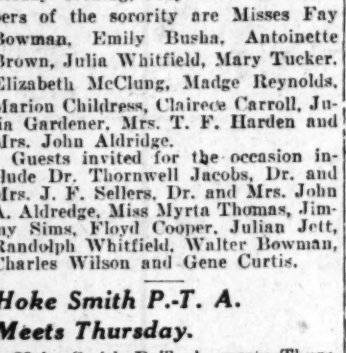 bers of the sorority are Misses Fay
Bowman, Emily Busha, Antoinette
Brown, Julia Whitfield, Mary Tucker,
Elizabeth McClung, Madge Reynolds,
Marion Childress, Clairece Carroll, Ju-
lia Gardener, Mrs. T. F. Harden and
Mrs. John Aldridge.
Guests invited for the occasion in-
clude Dr. Thornwell Jacobs, Dr. and
Mrs. J. F. Sellers, Dr. and Mrs. John
A. Aldredge, Miss Myrta Thomas, Jim-
my Sims, Floyd Cooper, Julian Jett,
Randolph Whitfield, Walter Bowman,
Charles Wilson and Gene Curtis.
Hoke Smith P.-T. A.
Meets Thursday.